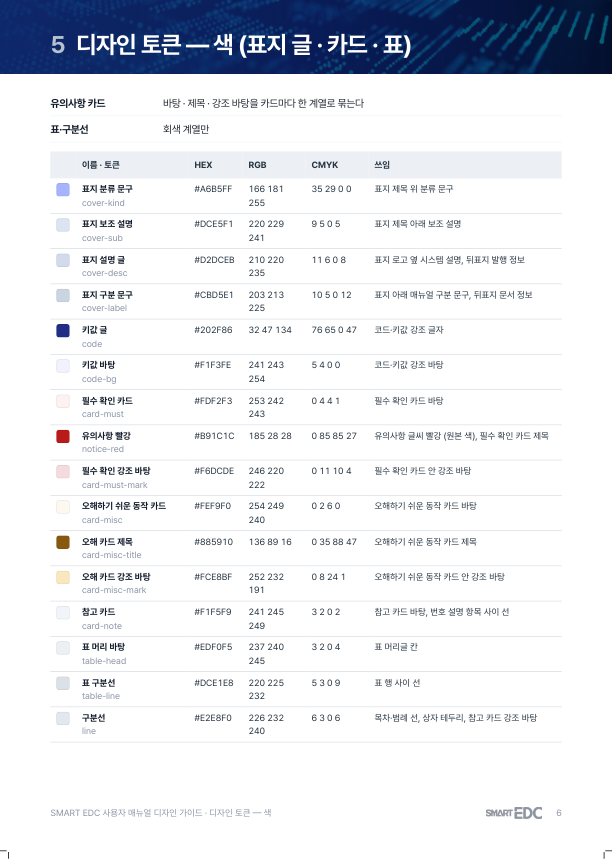 5 디자인 토큰 — 색 (표지 글 · 카드 · 표)
유의사항 카드 바탕 · 제목 · 강조 바탕을 카드마다 한 계열로 묶는다
표·구분선 회색 계열만
이름 · 토큰 HEX RGB CMYK 쓰임
표지 분류 문구 #A6B5FF 166 181 35 29 0 0 표지 제목 위 분류 문구
cover-kind 255
표지 보조 설명 #DCE5F1 220 229 9 5 0 5 표지 제목 아래 보조 설명
cover-sub 241
표지 설명 글 #D2DCEB 210 220 11 6 0 8 표지 로고 옆 시스템 설명, 뒤표지 발행 정보
cover-desc 235
표지 구분 문구 #CBD5E1 203 213 10 5 0 12 표지 아래 매뉴얼 구분 문구, 뒤표지 문서 정보
cover-label 225
키값 글 #202F86 32 47 134 76 65 0 47 코드·키값 강조 글자
code
키값 바탕 #F1F3FE 241 243 5 4 0 0 코드·키값 강조 바탕
code-bg 254
필수 확인 카드 #FDF2F3 253 242 0 4 4 1 필수 확인 카드 바탕
card-must 243
유의사항 빨강 #B91C1C 185 28 28 0 85 85 27 유의사항 글씨 빨강 (원본 색), 필수 확인 카드 제목
notice-red
필수 확인 강조 바탕 #F6DCDE 246 220 0 11 10 4 필수 확인 카드 안 강조 바탕
card-must-mark 222
오해하기 쉬운 동작 카드 #FEF9F0 254 249 0 2 6 0 오해하기 쉬운 동작 카드 바탕
card-misc 240
오해 카드 제목 #885910 136 89 16 0 35 88 47 오해하기 쉬운 동작 카드 제목
card-misc-title
오해 카드 강조 바탕 #FCE8BF 252 232 0 8 24 1 오해하기 쉬운 동작 카드 안 강조 바탕
card-misc-mark 191
참고 카드 #F1F5F9 241 245 3 2 0 2 참고 카드 바탕, 번호 설명 항목 사이 선
card-note 249
표 머리 바탕 #EDF0F5 237 240 3 2 0 4 표 머리글 칸
table-head 245
표 구분선 #DCE1E8 220 225 5 3 0 9 표 행 사이 선
table-line 232
구분선 #E2E8F0 226 232 6 3 0 6 목차·범례 선, 상자 테두리, 참고 카드 강조 바탕
line 240
SMART EDC 사용자 매뉴얼 디자인 가이드 · 디자인 토큰 — 색 SMART EDC 6